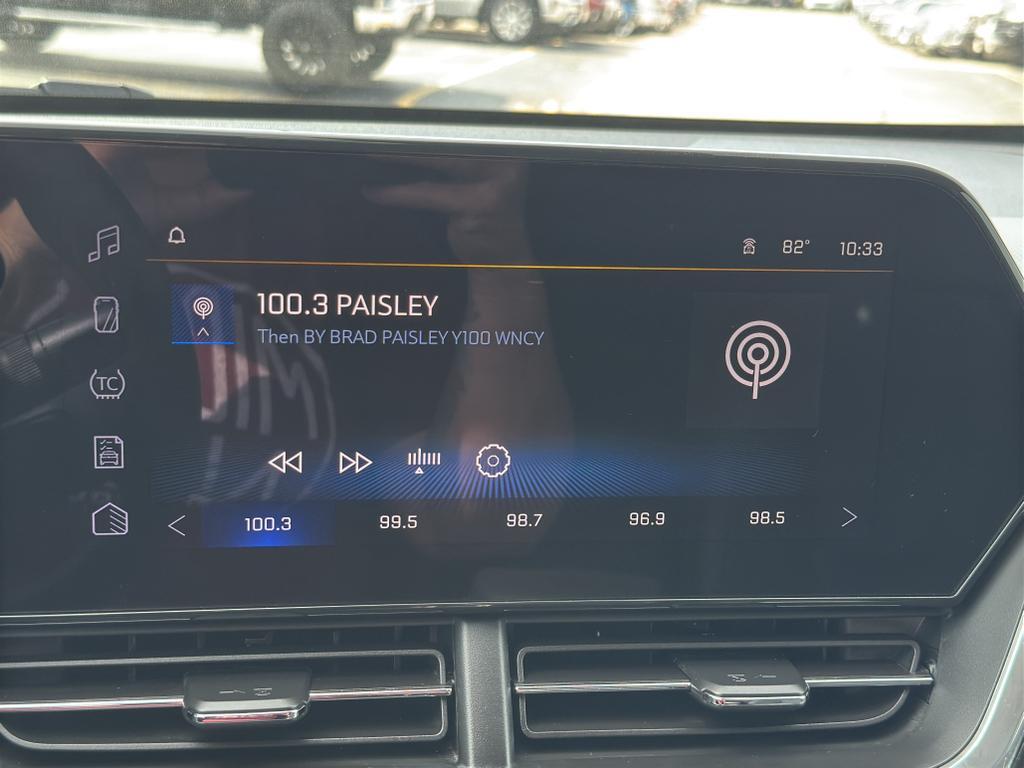 82° 10:33
100.3 PAISLEY
Then BY BRAD PAISLEY Y100 WNCY
TC
100.3 99.5 98.7 96.9 98.5